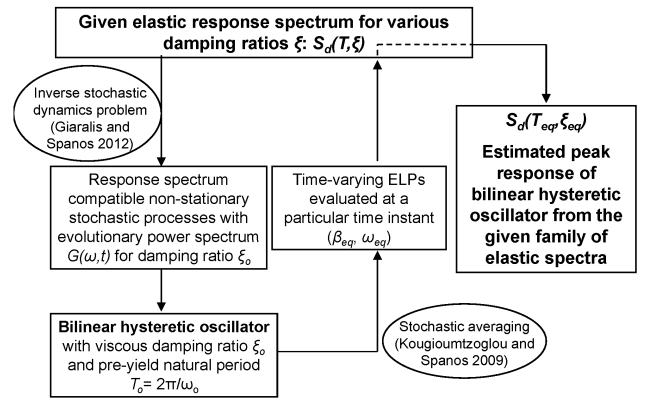 Given elastic response spectrum for various
damping ratios ξ: Sd(T,ξ)
Inverse stochastic
dynamics problem
(Giaralis and
Spanos 2012)
Response spectrum
compatible non-stationary
stochastic processes with
evolutionary power spectrum
G(ω,t) for damping ratio ξo
Bilinear hysteretic oscillator
with viscous damping ratio ξo
and pre-yield natural period
To= 2π/ωo
Time-varying ELPs
evaluated at a
particular time instant
(βeq, ωeq)
Stochastic averaging
(Kougioumtzoglou and
Spanos 2009)
Sd(Teq,ξeq)
Estimated peak
response of
bilinear hysteretic
oscillator from the
given family of
elastic spectra